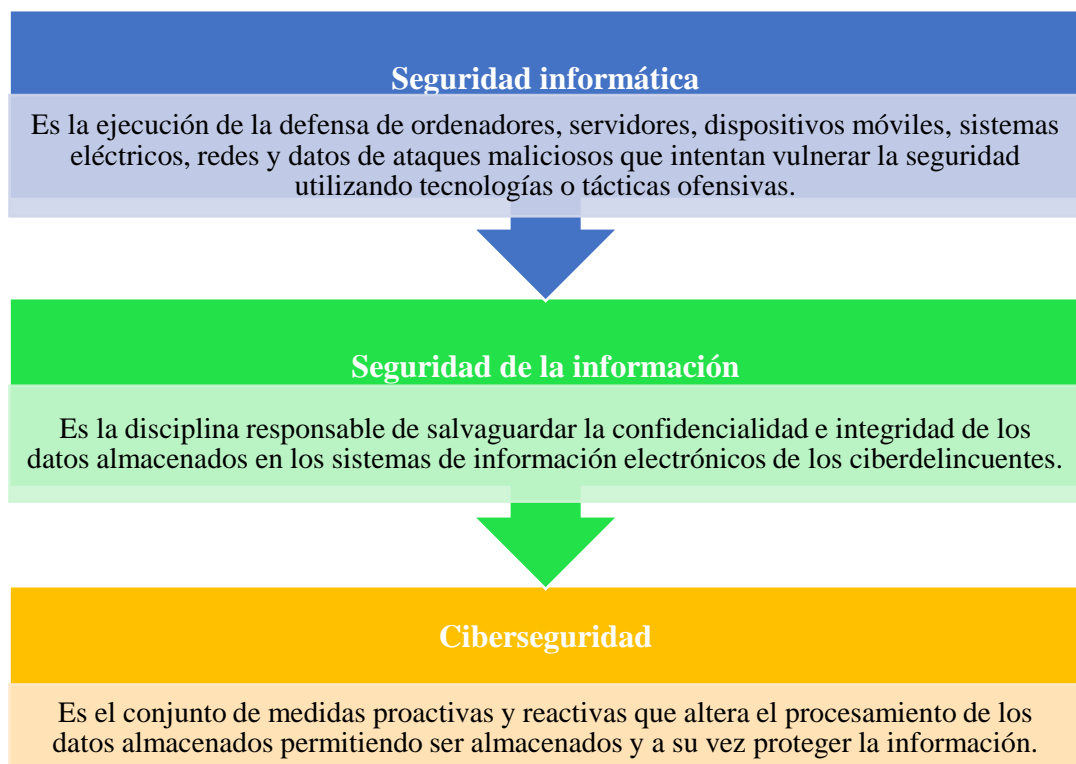 Seguridad informática
Es la ejecución de la defensa de ordenadores, servidores, dispositivos móviles, sistemas
eléctricos, redes y datos de ataques maliciosos que intentan vulnerar la seguridad
utilizando tecnologías o tácticas ofensivas.
Seguridad de la información
Es la disciplina responsable de salvaguardar la confidencialidad e integridad de los
datos almacenados en los sistemas de información electrónicos de los ciberdelincuentes.
Ciberseguridad
Es el conjunto de medidas proactivas y reactivas que altera el procesamiento de los
datos almacenados permitiendo ser almacenados y a su vez proteger la información.